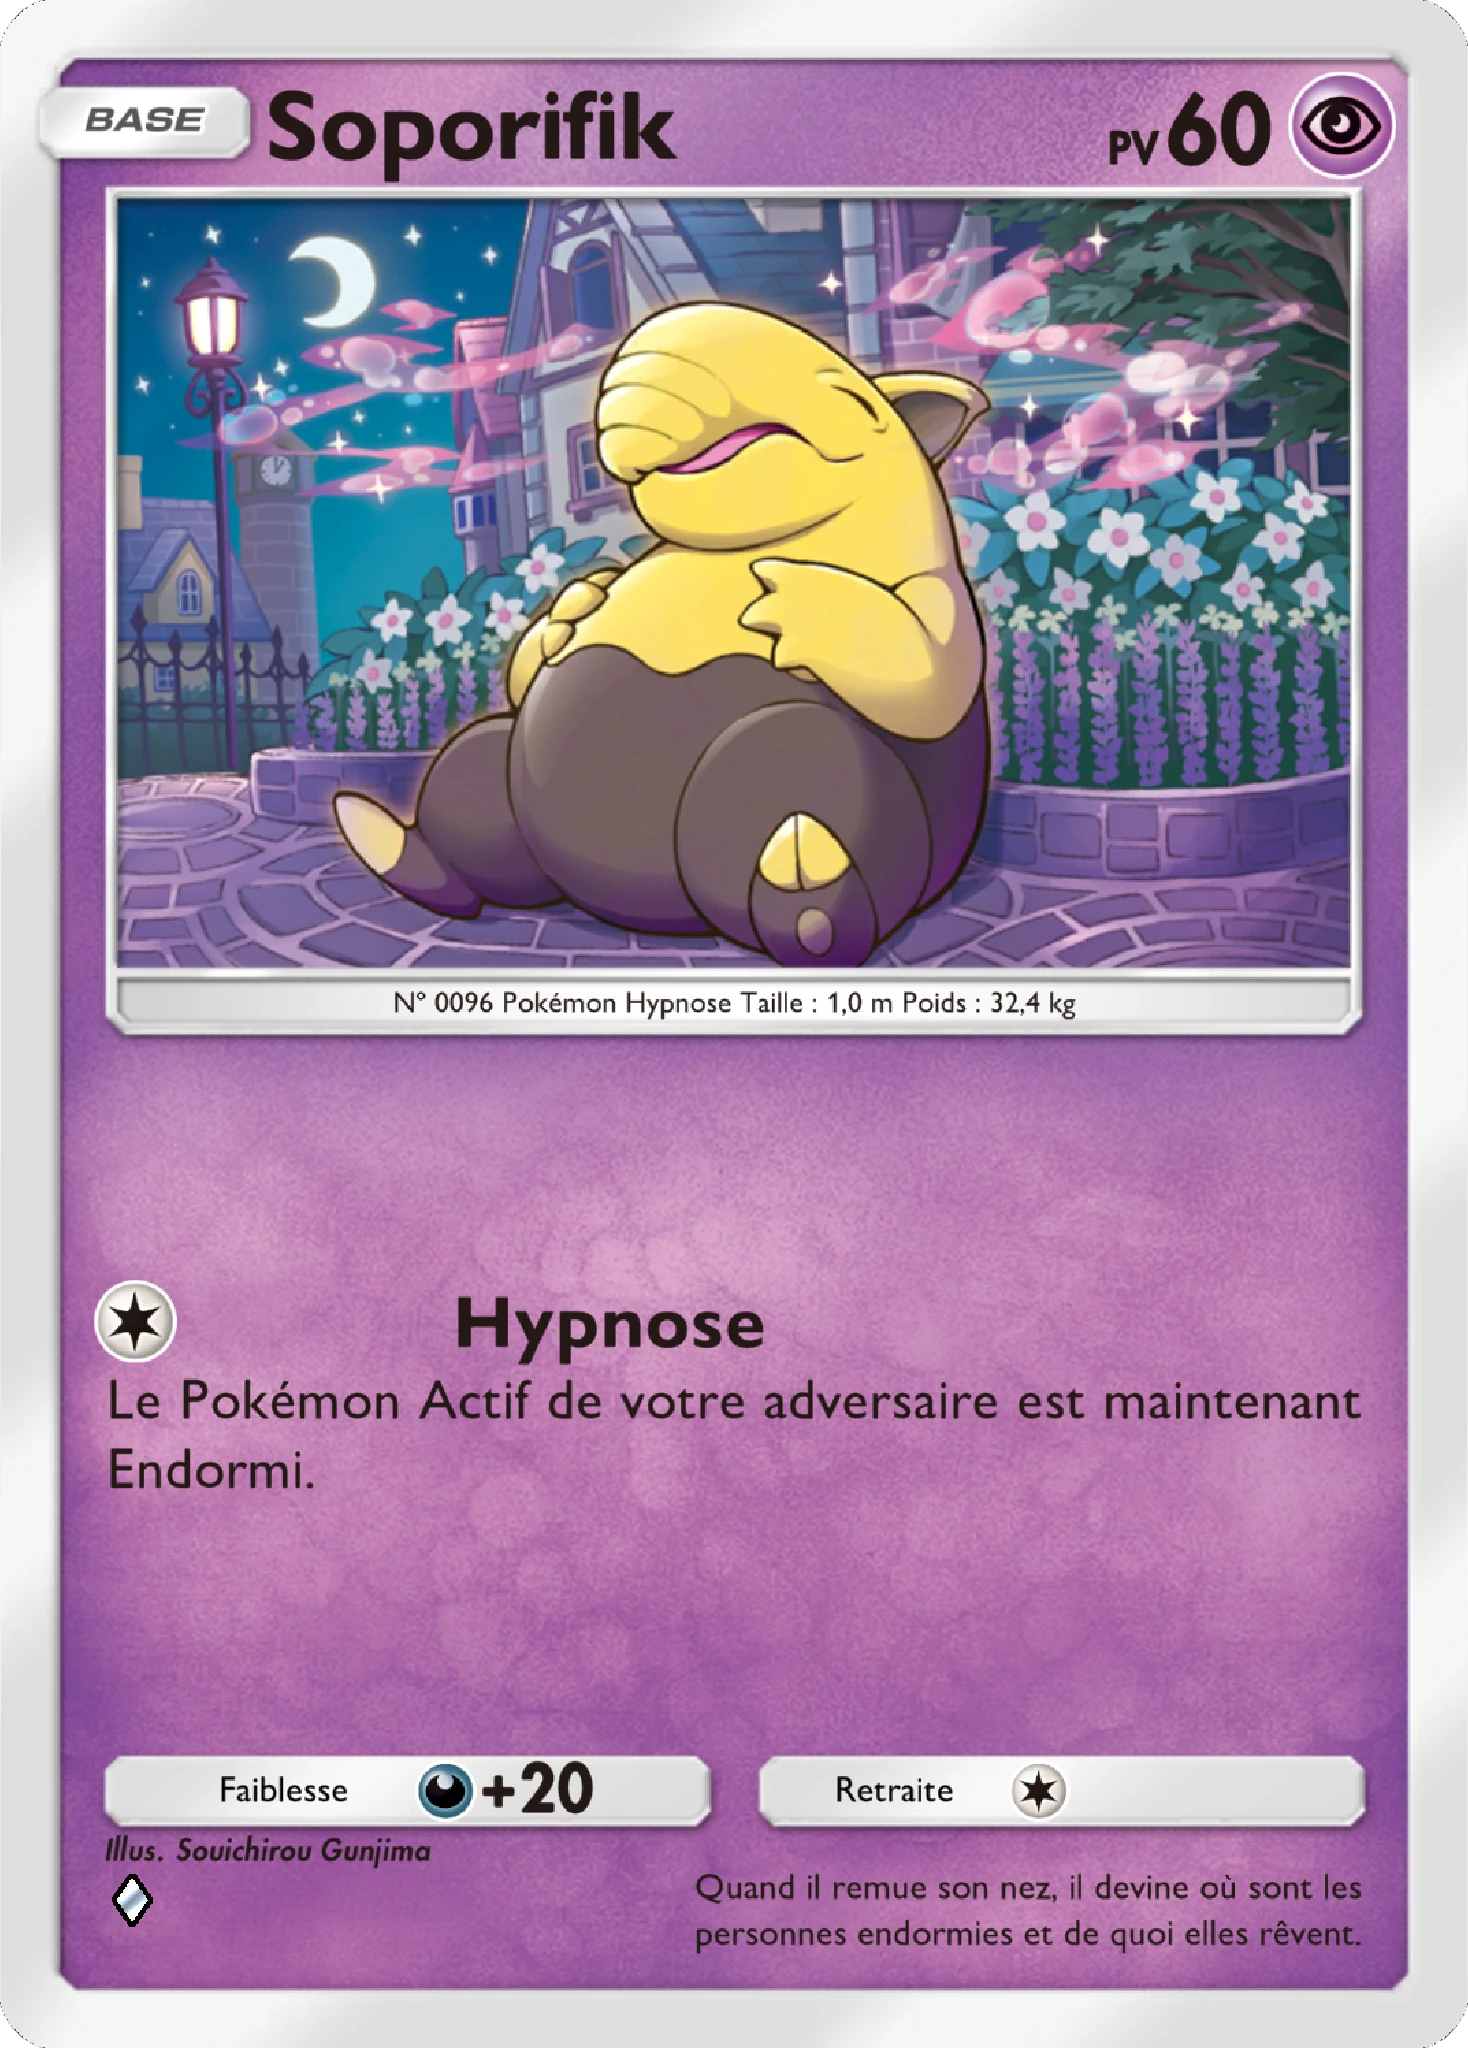 BASE
Soporifik
PV 60
N° 0096 Pokémon Hypnose Taille : 1,0 m Poids : 32,4 kg
Hypnose
Le Pokémon Actif de votre adversaire est maintenant
Endormi.
Faiblesse +20
Retraite
Illus. Souichirou Gunjima
Quand il remue son nez, il devine où sont les
personnes endormies et de quoi elles rêvent.